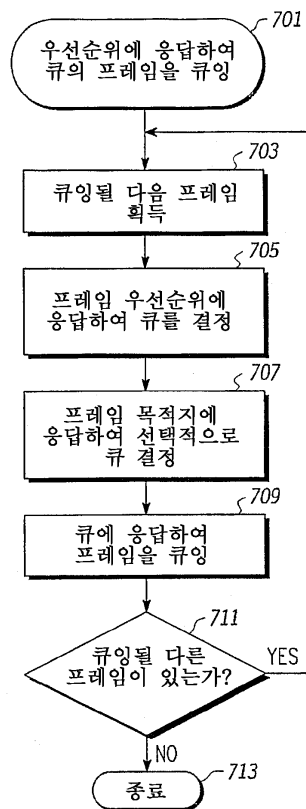 701
우선순위에 응답하여
큐의 프레임을 큐잉
703
큐잉될 다음 프레임
획득
705
프레임 우선순위에
응답하여 큐를 결정
707
프레임 목적지에
응답하여 선택적으로
큐 결정
709
큐에 응답하여
프레임을 큐잉
711
큐잉될 다른
프레임이 있는가?
YES
NO
713
종료